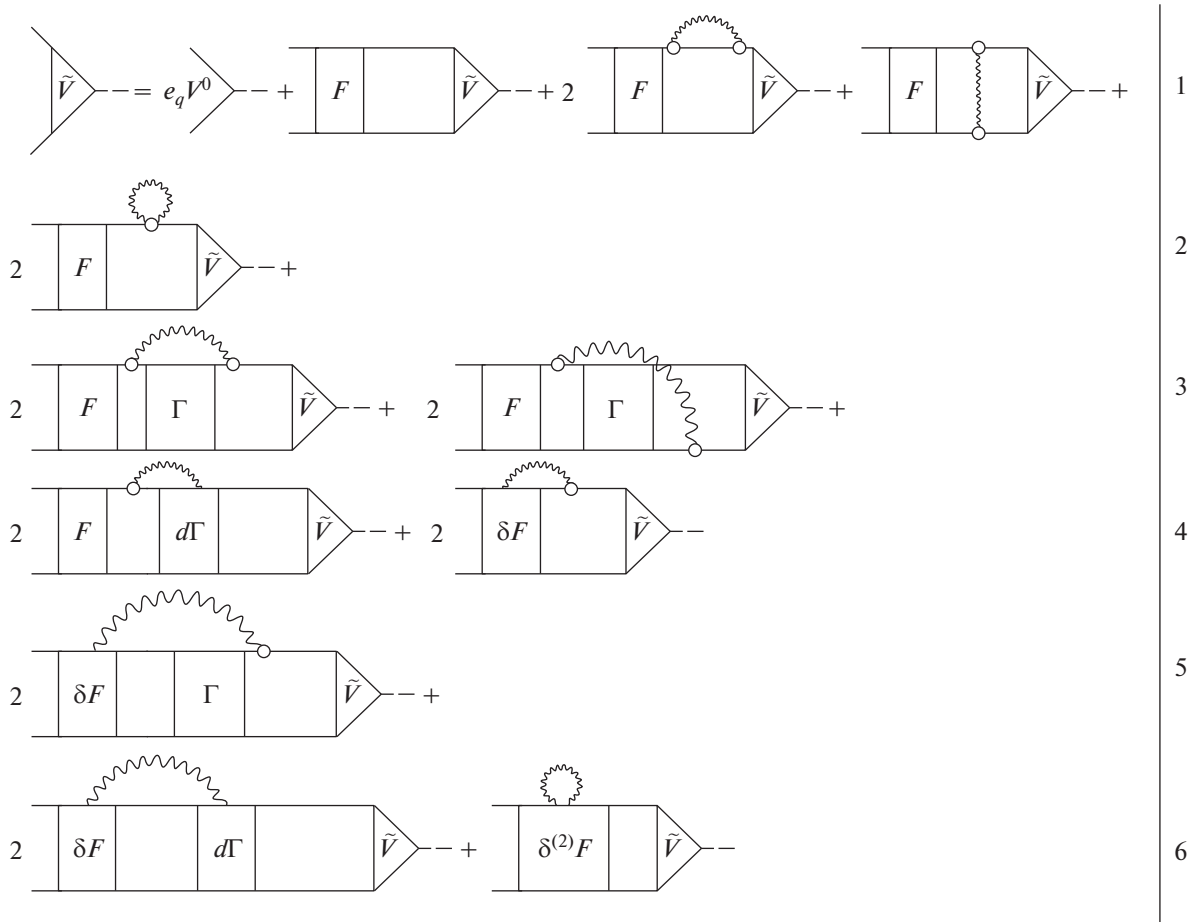 Ṽ = e_q V^0 + F Ṽ + 2 F Ṽ + F Ṽ + 1
2 F Ṽ + 2
2 F Γ Ṽ + 2 F Γ Ṽ + 3
2 F dΓ Ṽ + 2 δF Ṽ 4
2 δF Γ Ṽ + 5
2 δF dΓ Ṽ + δ^(2)F Ṽ 6